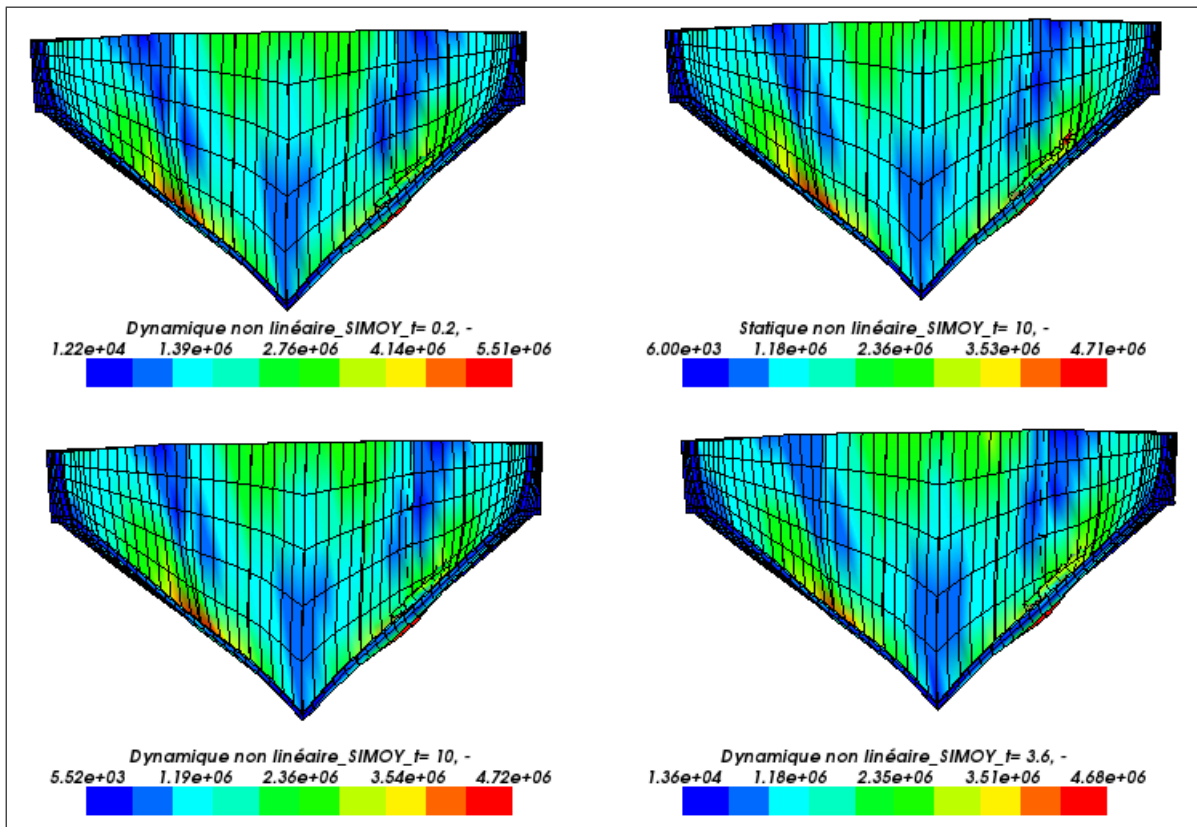 Dynamique non linéaire_SIMOY_t= 0.2, -
1.22e+04 1.39e+06 2.76e+06 4.14e+06 5.51e+06
Statique non linéaire_SIMOY_t= 10, -
6.00e+03 1.18e+06 2.36e+06 3.53e+06 4.71e+06
Dynamique non linéaire_SIMOY_t= 10, -
5.52e+03 1.19e+06 2.36e+06 3.54e+06 4.72e+06
Dynamique non linéaire_SIMOY_t= 3.6, -
1.36e+04 1.18e+06 2.35e+06 3.51e+06 4.68e+06